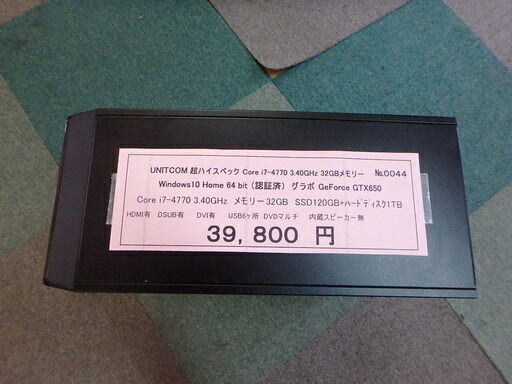 UNITCOM 超ハイスペック Core i7-4770 3.40GHz 32GBメモリー №0044
Windows10 Home 64 bit (認証済) グラボ GeForce GTX650
Core i7-4770 3.40GHz メモリー32GB SSD120GB+ハードディスク1TB
HDMI有 DSUB有 DVI有 USB6ヶ所 DVDマルチ 内蔵スピーカー無
39,800 円